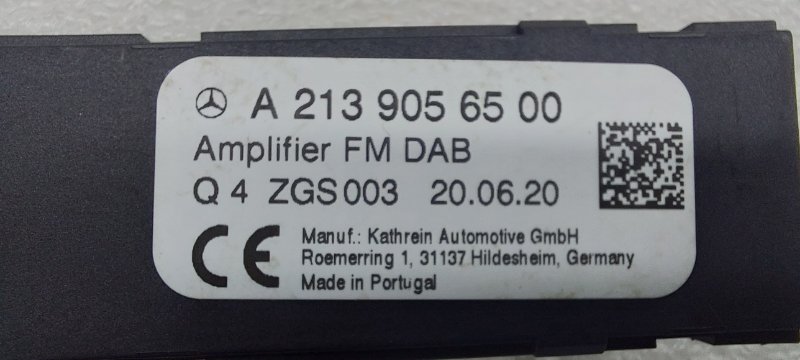 A 213 905 65 00
Amplifier FM DAB
Q 4 ZGS 003 20.06.20
CE
Manuf.: Kathrein Automotive GmbH
Roemerring 1, 31137 Hildesheim, Germany
Made in Portugal